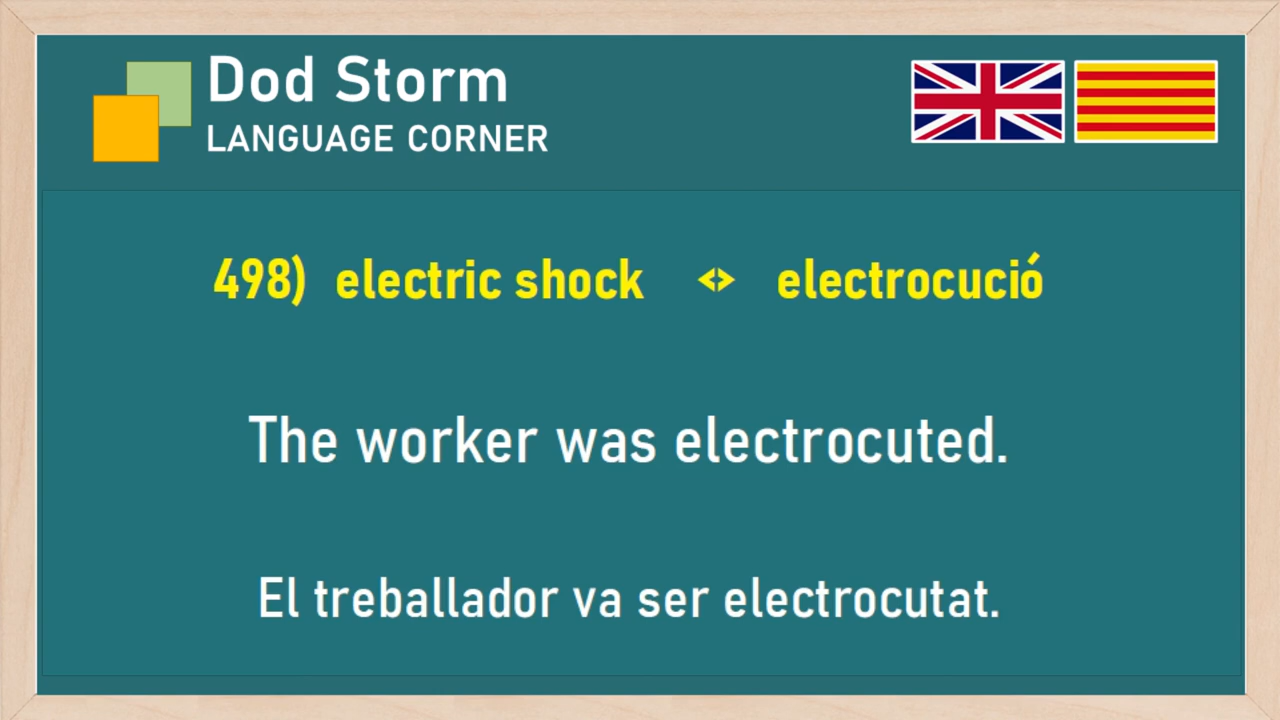 Dod Storm
LANGUAGE CORNER
498) electric shock <> electrocució
The worker was electrocuted.
El treballador va ser electrocutat.